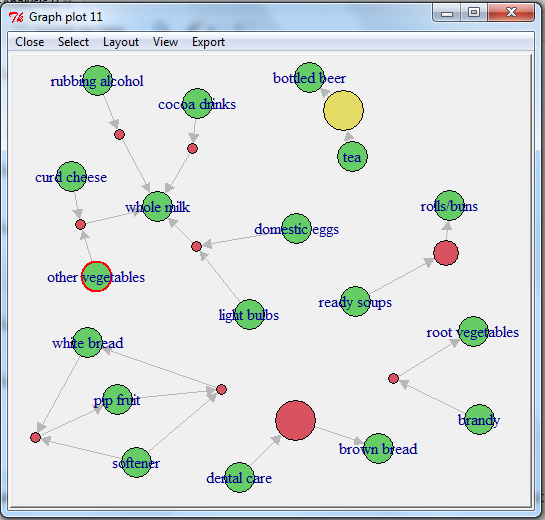 Graph plot 11
Close Select Layout View Export
rubbing alcohol
bottled beer
cocoa drinks
tea
curd cheese
whole milk
rolls/buns
domestic eggs
other vegetables
ready soups
light bulbs
root vegetables
white bread
pip fruit
brandy
brown bread
softener
dental care